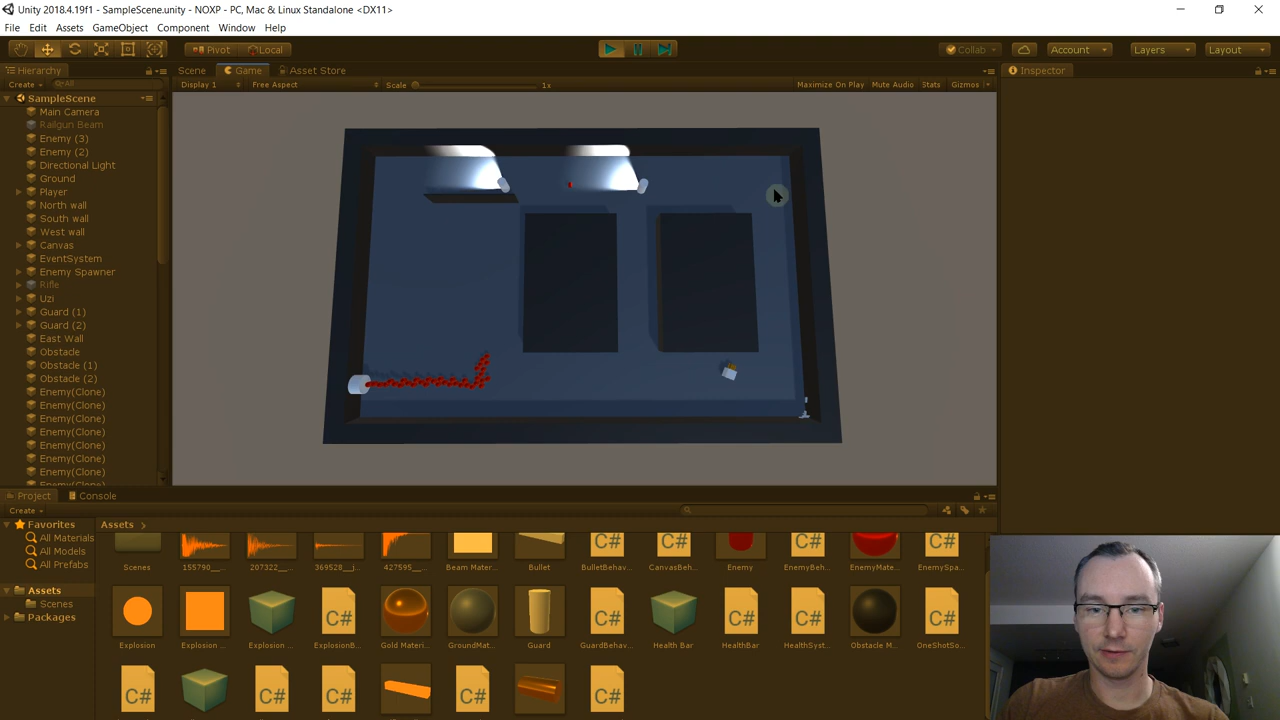 Unity 2018.4.19f1 - SampleScene.unity - NOXP - PC, Mac & Linux Standalone <DX11>
File Edit Assets GameObject Component Window Help
Pivot Local Collab Account Layers Layout
Hierarchy Scene Game Asset Store Inspector
Create All Display 1 Free Aspect Scale 1x Maximize On Play Mute Audio Stats Gizmos
SampleScene
Main Camera
Railgun Beam
Enemy (3)
Enemy (2)
Directional Light
Ground
Player
North wall
South wall
West wall
Canvas
EventSystem
Enemy Spawner
Rifle
Uzi
Guard (1)
Guard (2)
East Wall
Obstacle
Obstacle (1)
Obstacle (2)
Enemy(Clone)
Enemy(Clone)
Enemy(Clone)
Enemy(Clone)
Enemy(Clone)
Enemy(Clone)
Enemy(Clone)
Enemy(Clone)
Project Console
Create
Favorites Assets
All Materials
All Models
All Prefabs
Assets
Scenes
Packages
C# C# C# C# C#
Scenes 155790__... 207322__... 369528__j... 427595__... Beam Mater... Bullet BulletBehav... CanvasBeh... Enemy EnemyBeh... EnemyMate... EnemySpa...
C# C# C# C# C#
Explosion Explosion ... Explosion ... ExplosionB... Gold Materi... GroundMat... Guard GuardBehav... Health Bar HealthBar HealthSyst... Obstacle M... OneShotSo...
C# C# C# C# C#